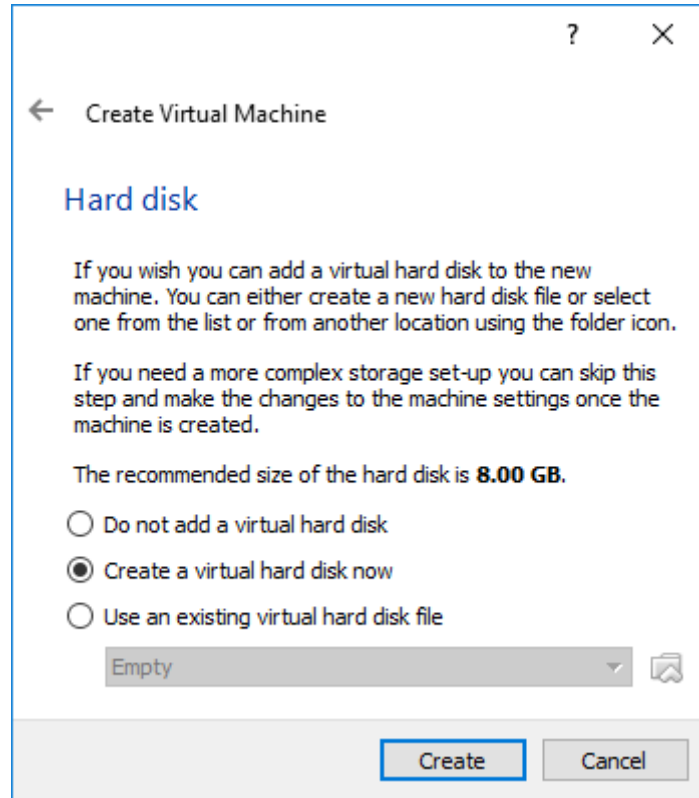 ?
Create Virtual Machine
Hard disk
If you wish you can add a virtual hard disk to the new
machine. You can either create a new hard disk file or select
one from the list or from another location using the folder icon.
If you need a more complex storage set-up you can skip this
step and make the changes to the machine settings once the
machine is created.
The recommended size of the hard disk is 8.00 GB.
Do not add a virtual hard disk
Create a virtual hard disk now
Use an existing virtual hard disk file
Empty
Create Cancel